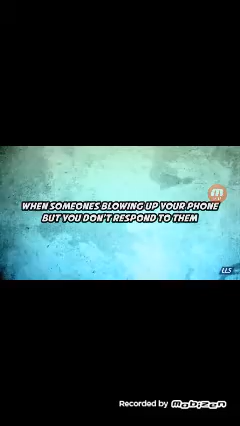 WHEN SOMEONES BLOWING UP YOUR PHONE
BUT YOU DON'T RESPOND TO THEM
LLS
Recorded by Mobizen